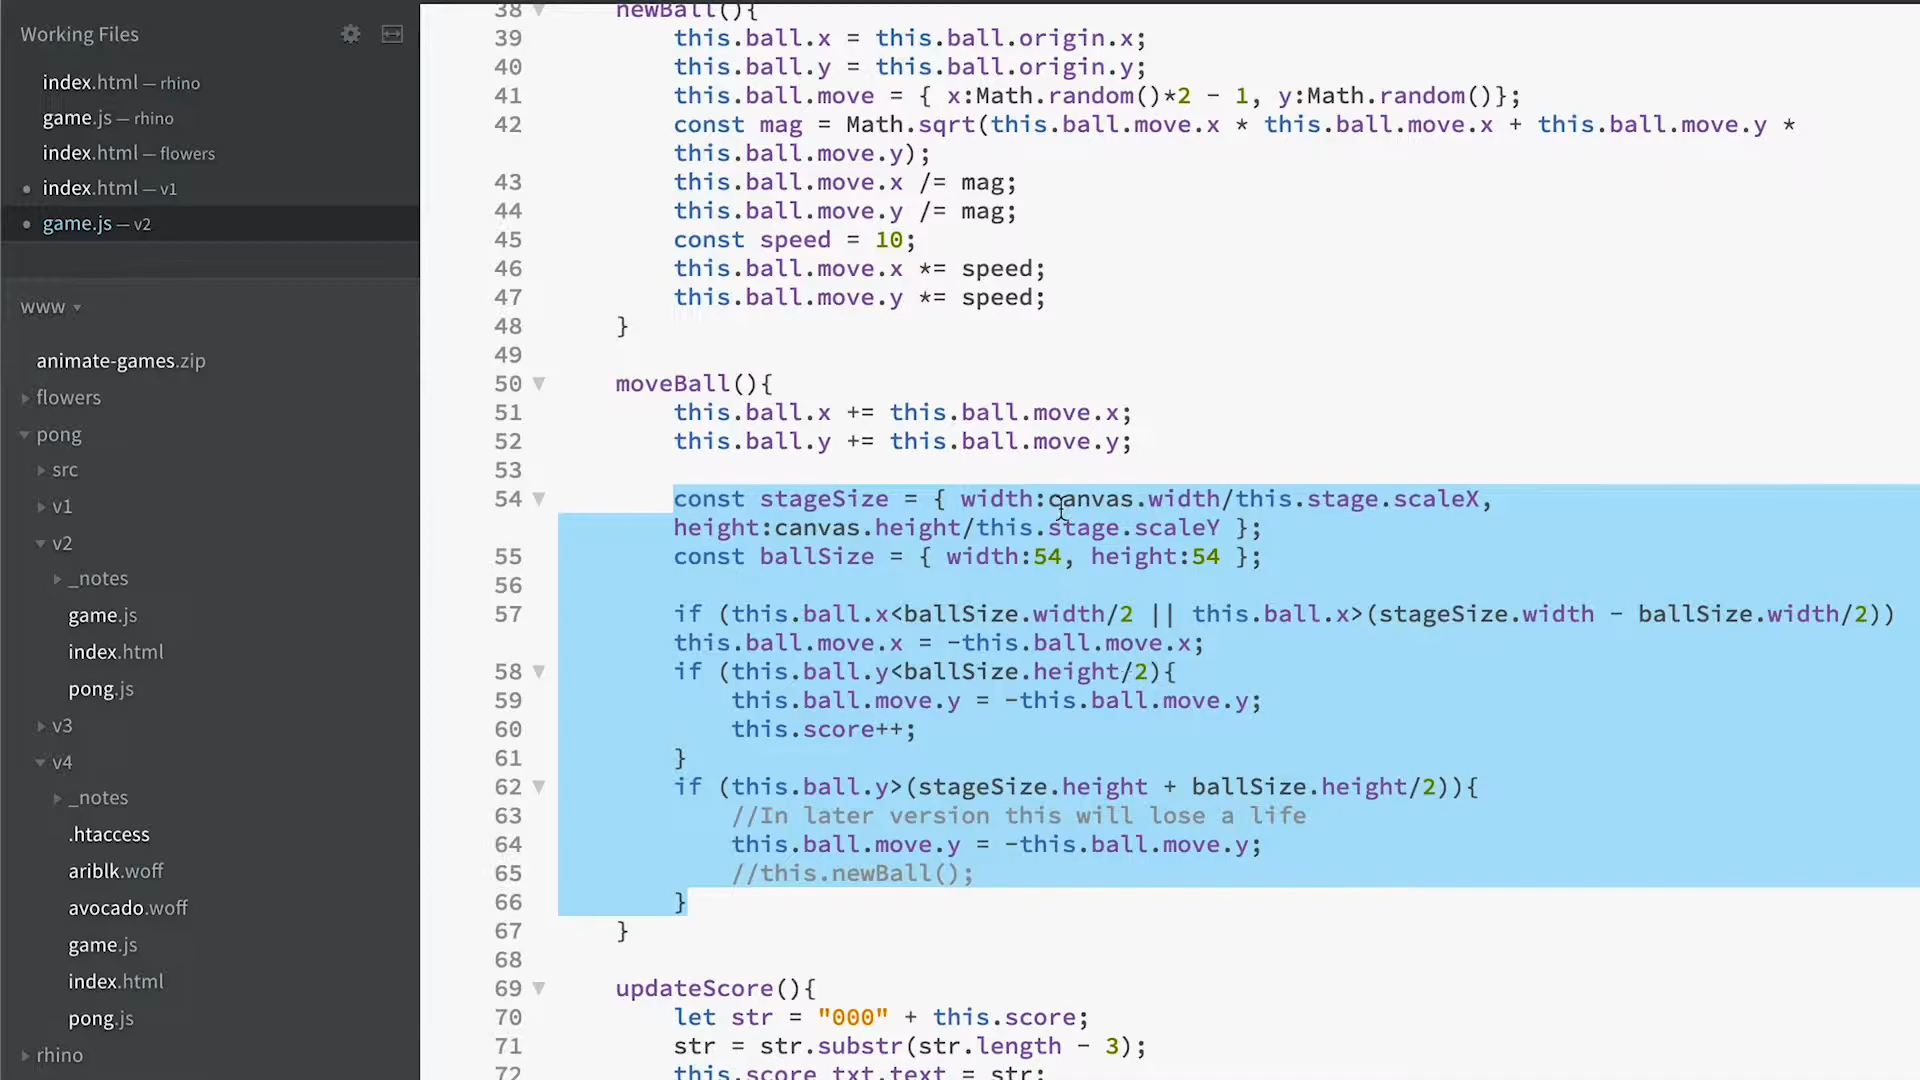 Working Files
index.html — rhino
game.js — rhino
index.html — flowers
index.html — v1
game.js — v2
www
animate-games.zip
flowers
pong
src
v1
v2
_notes
game.js
index.html
pong.js
v3
v4
_notes
.htaccess
ariblk.woff
avocado.woff
game.js
index.html
pong.js
rhino
38 newBall(){
39 this.ball.x = this.ball.origin.x;
40 this.ball.y = this.ball.origin.y;
41 this.ball.move = { x:Math.random()*2 - 1, y:Math.random()};
42 const mag = Math.sqrt(this.ball.move.x * this.ball.move.x + this.ball.move.y *
this.ball.move.y);
43 this.ball.move.x /= mag;
44 this.ball.move.y /= mag;
45 const speed = 10;
46 this.ball.move.x *= speed;
47 this.ball.move.y *= speed;
48 }
49
50 moveBall(){
51 this.ball.x += this.ball.move.x;
52 this.ball.y += this.ball.move.y;
53
54 const stageSize = { width:canvas.width/this.stage.scaleX,
height:canvas.height/this.stage.scaleY };
55 const ballSize = { width:54, height:54 };
56
57 if (this.ball.x<ballSize.width/2 || this.ball.x>(stageSize.width - ballSize.width/2))
this.ball.move.x = -this.ball.move.x;
58 if (this.ball.y<ballSize.height/2){
59 this.ball.move.y = -this.ball.move.y;
60 this.score++;
61 }
62 if (this.ball.y>(stageSize.height + ballSize.height/2)){
63 //In later version this will lose a life
64 this.ball.move.y = -this.ball.move.y;
65 //this.newBall();
66 }
67 }
68
69 updateScore(){
70 let str = "000" + this.score;
71 str = str.substr(str.length - 3);
72 this.score_txt.text = str;